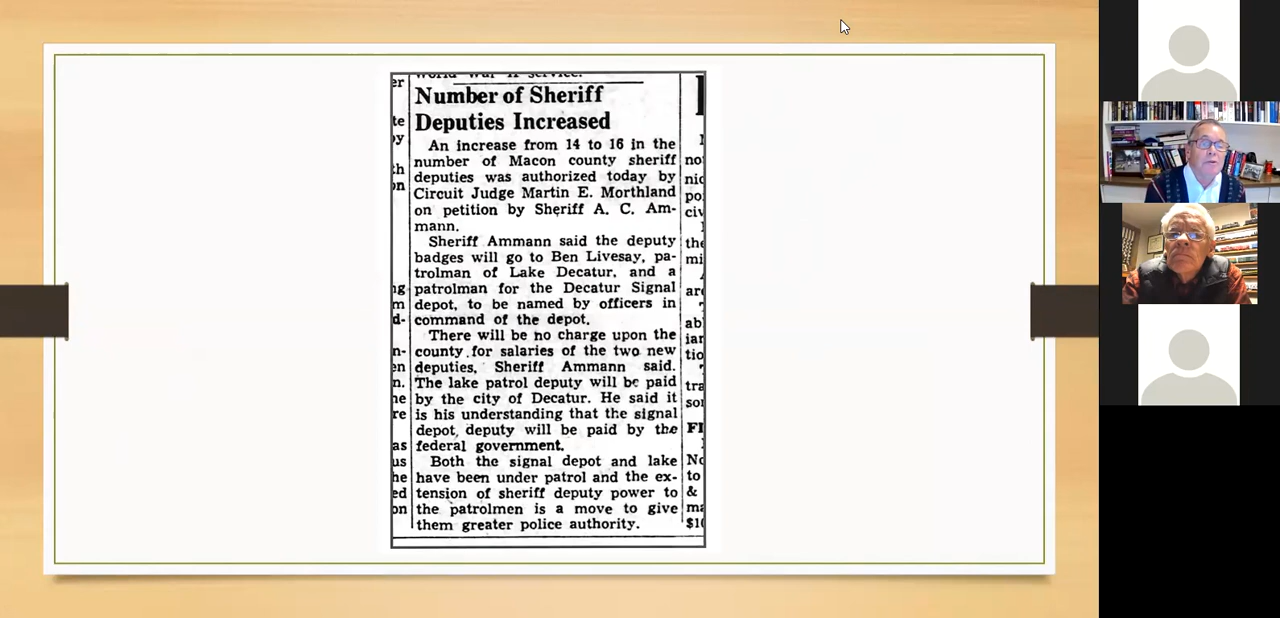 World War II service.
Number of Sheriff
Deputies Increased
An increase from 14 to 16 in the
number of Macon county sheriff
deputies was authorized today by
Circuit Judge Martin E. Morthland
on petition by Sheriff A. C. Am-
mann.
Sheriff Ammann said the deputy
badges will go to Ben Livesay, pa-
trolman of Lake Decatur, and a
patrolman for the Decatur Signal
depot, to be named by officers in
command of the depot.
There will be no charge upon the
county for salaries of the two new
deputies, Sheriff Ammann said.
The lake patrol deputy will be paid
by the city of Decatur. He said it
is his understanding that the signal
depot, deputy will be paid by the
federal government.
Both the signal depot and lake
have been under patrol and the ex-
tension of sheriff deputy power to
the patrolmen is a move to give
them greater police authority.